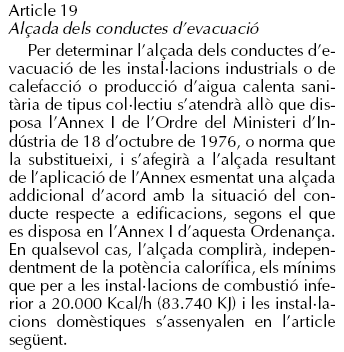 Article 19
Alçada dels conductes d'evacuació
Per determinar l'alçada dels conductes d'e-
vacuació de les instal·lacions industrials o de
calefacció o producció d'aigua calenta sani-
tària de tipus col·lectiu s'atendrà allò que dis-
posa l'Annex I de l'Ordre del Ministeri d'In-
dústria de 18 d'octubre de 1976, o norma que
la substitueixi, i s'afegirà a l'alçada resultant
de l'aplicació de l'Annex esmentat una alçada
addicional d'acord amb la situació del con-
ducte respecte a edificacions, segons el que
es disposa en l'Annex I d'aquesta Ordenança.
En qualsevol cas, l'alçada complirà, indepen-
dentment de la potència calorífica, els mínims
que per a les instal·lacions de combustió infe-
rior a 20.000 Kcal/h (83.740 KJ) i les instal·la-
cions domèstiques s'assenyalen en l'article
següent.